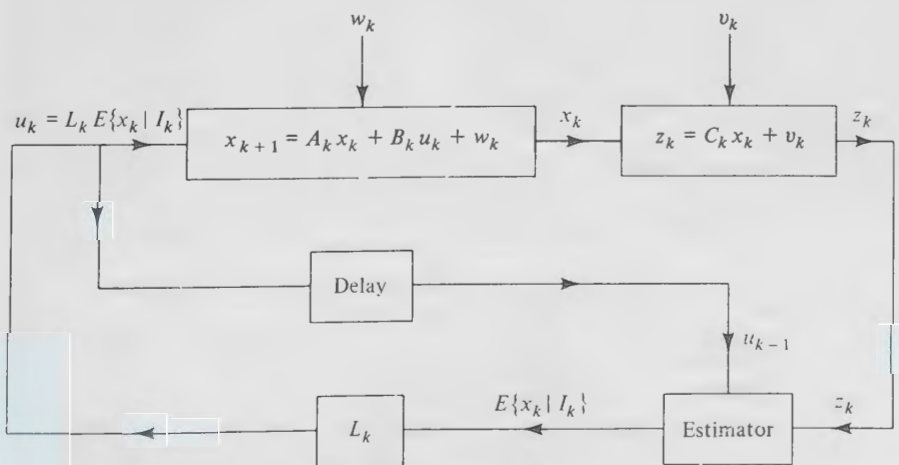 w_k
v_k
u_k = L_k E{x_k | I_k}
x_{k+1} = A_k x_k + B_k u_k + w_k
x_k
z_k = C_k x_k + v_k
z_k
Delay
u_{k-1}
E{x_k | I_k}
L_k
Estimator
z_k